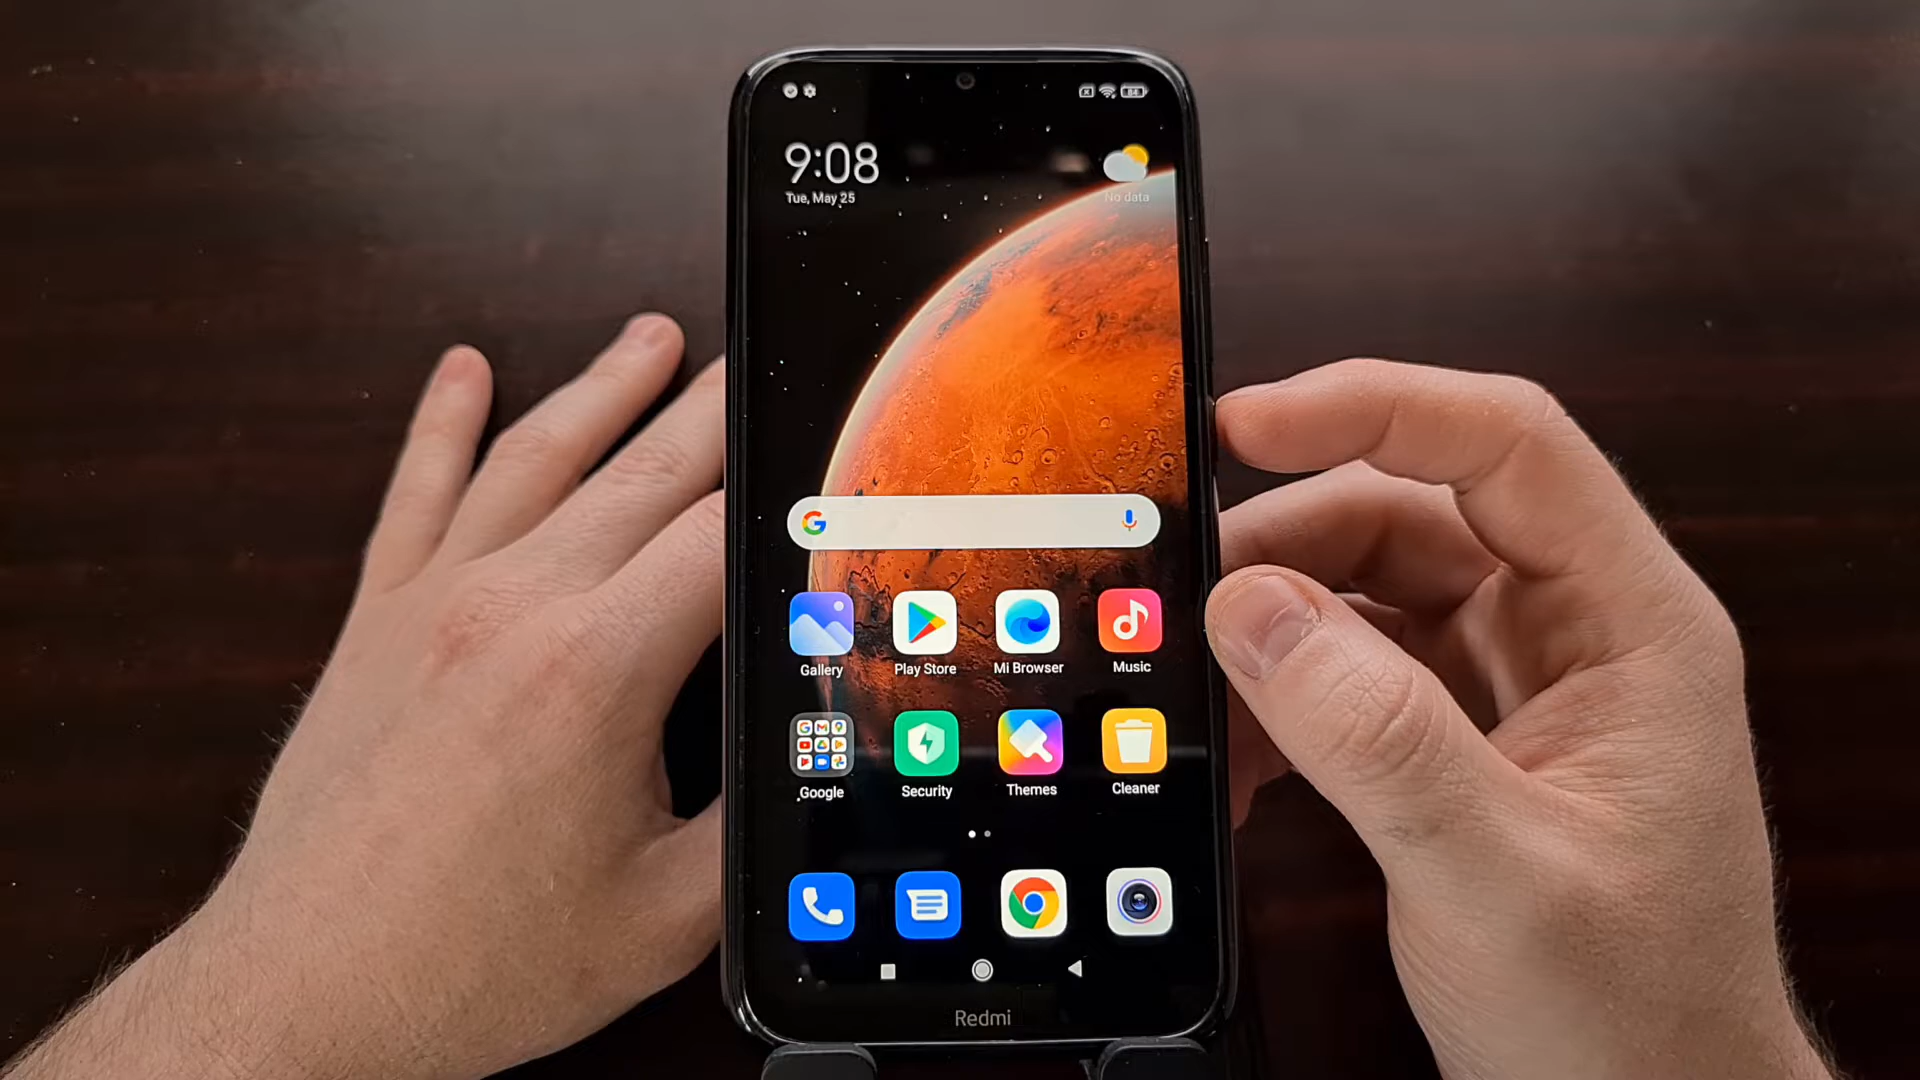 9:08
Tue, May 25
No data
Gallery
Play Store
Mi Browser
Music
Google
Security
Themes
Cleaner
Redmi